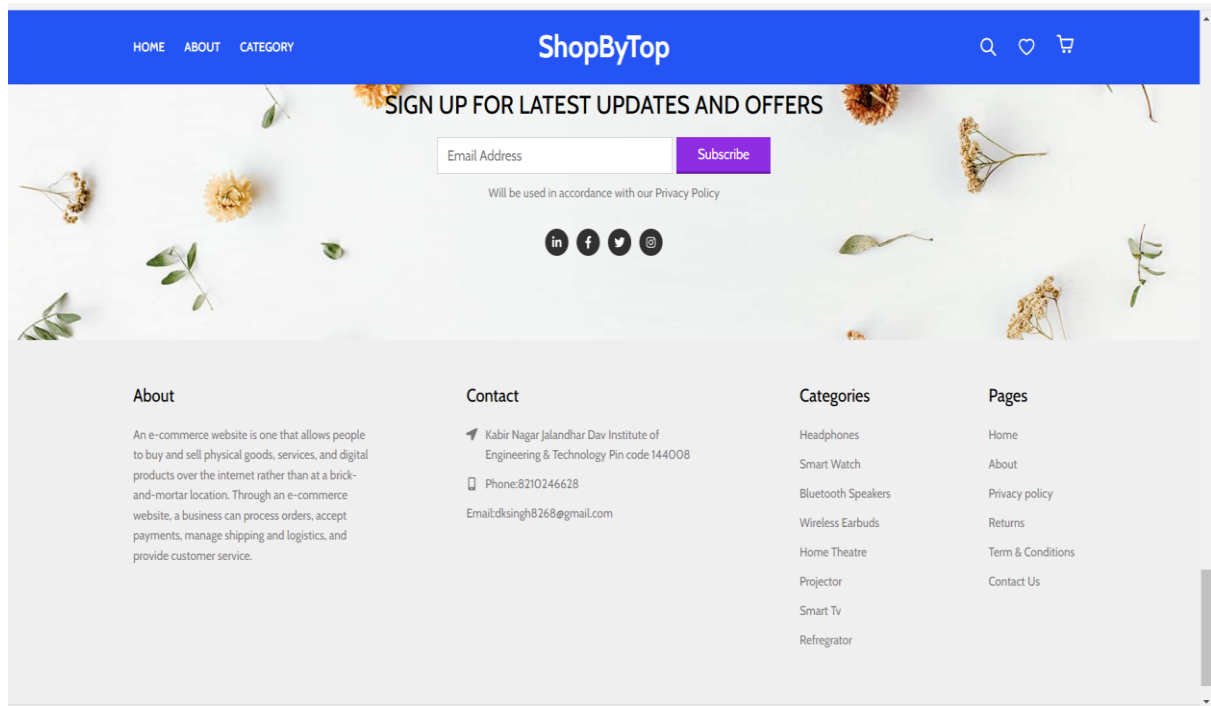 HOME ABOUT CATEGORY
ShopByTop
SIGN UP FOR LATEST UPDATES AND OFFERS
Email Address
Subscribe
Will be used in accordance with our Privacy Policy
in f
About
An e-commerce website is one that allows people
to buy and sell physical goods, services, and digital
products over the internet rather than at a brick-
and-mortar location. Through an e-commerce
website, a business can process orders, accept
payments, manage shipping and logistics, and
provide customer service.
Contact
Kabir Nagar Jalandhar Dav Institute of
Engineering & Technology Pin code 144008
Phone:8210246628
Email:dksingh8268@gmail.com
Categories
Headphones
Smart Watch
Bluetooth Speakers
Wireless Earbuds
Home Theatre
Projector
Smart Tv
Refregrator
Pages
Home
About
Privacy policy
Returns
Term & Conditions
Contact Us